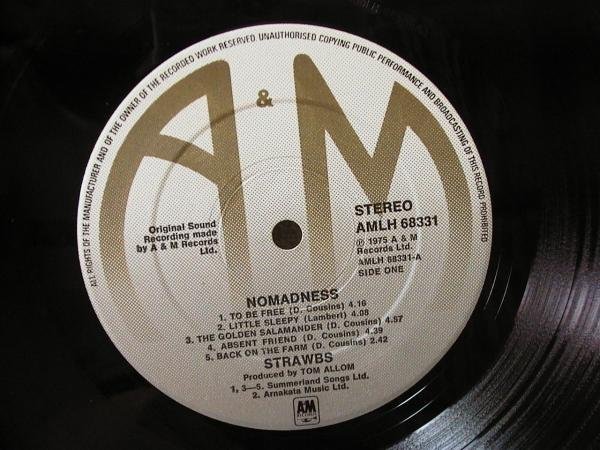 ALL RIGHTS OF THE MANUFACTURER AND OF THE OWNER OF THE RECORDED WORK RESERVED. UNAUTHORISED COPYING PUBLIC PERFORMANCE AND BROADCASTING OF THIS RECORD PROHIBITED
A & M
Original Sound
Recording made
by A & M Records
Ltd.
STEREO
AMLH 68331
℗ 1975 A & M
Records Ltd.
AMLH 68331-A
SIDE ONE
NOMADNESS
1. TO BE FREE (D. Cousins) 4.16
2. LITTLE SLEEPY (Lambert) 4.08
3. THE GOLDEN SALAMANDER (D. Cousins) 4.57
4. ABSENT FRIEND (D. Cousins) 4.39
5. BACK ON THE FARM (D. Cousins) 2.42
STRAWBS
Produced by TOM ALLOM
1, 3—5. Summerland Songs Ltd.
2. Arnakata Music Ltd.
A&M
RECORDS